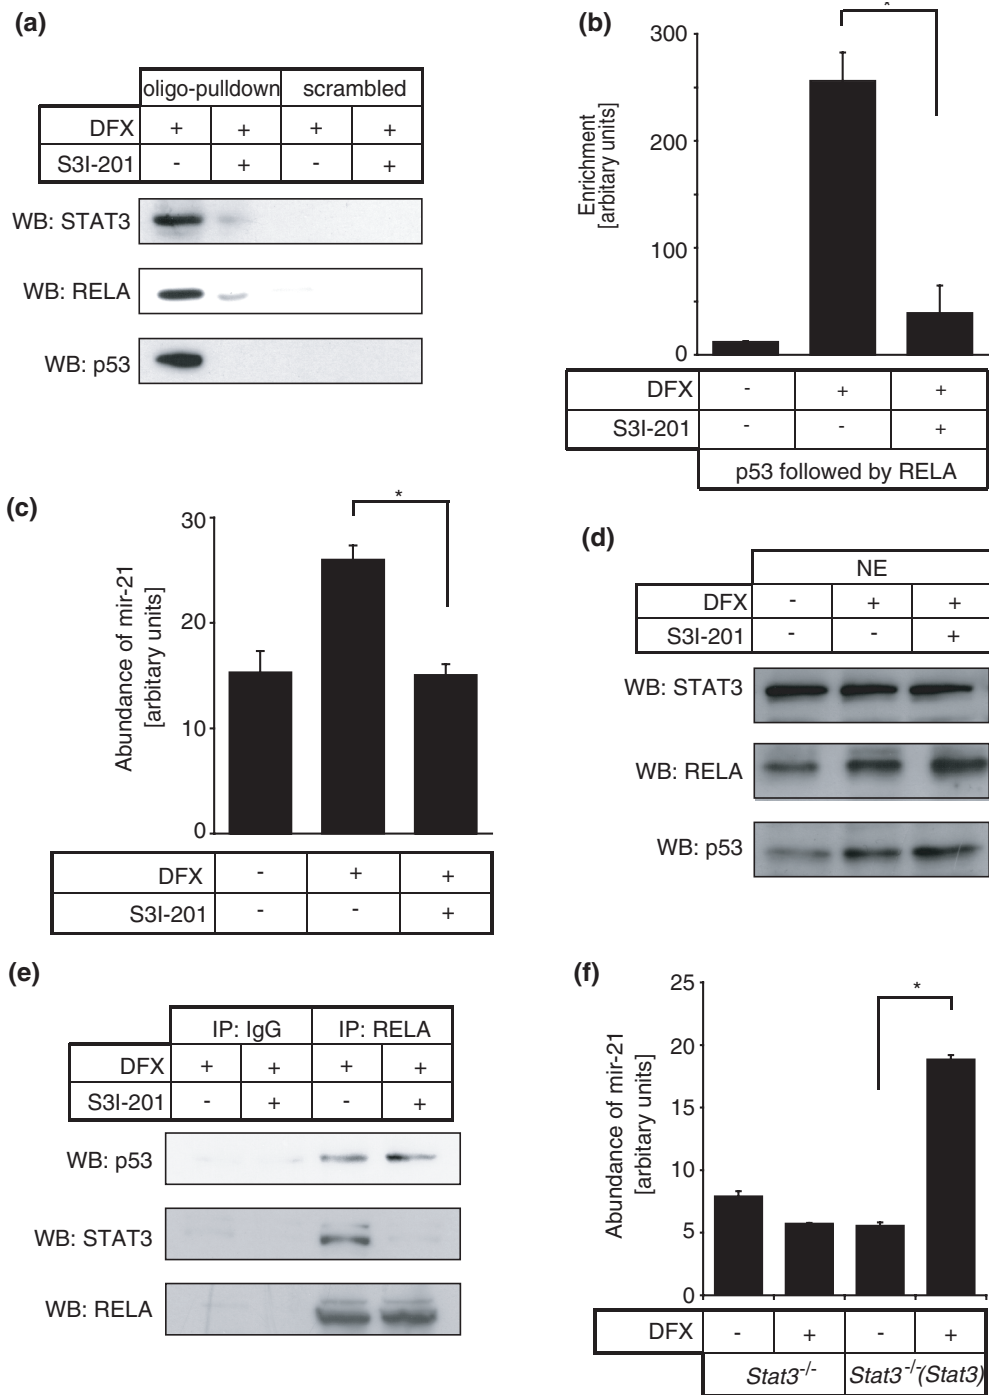 (a)
oligo-pulldown scrambled
DFX + + + +
S3I-201 - + - +
WB: STAT3
WB: RELA
WB: p53
(b)
*
300
200
100
0
Enrichment
[arbitary units]
DFX - + +
S3I-201 - - +
p53 followed by RELA
(c)
*
30
20
10
0
Abundance of mir-21
[arbitary units]
DFX - + +
S3I-201 - - +
(d)
NE
DFX - + +
S3I-201 - - +
WB: STAT3
WB: RELA
WB: p53
(e)
IP: IgG IP: RELA
DFX + + + +
S3I-201 - + - +
WB: p53
WB: STAT3
WB: RELA
(f)
*
25
20
15
10
5
0
Abundance of mir-21
[arbitary units]
DFX - + - +
Stat3-/- Stat3-/-(Stat3)